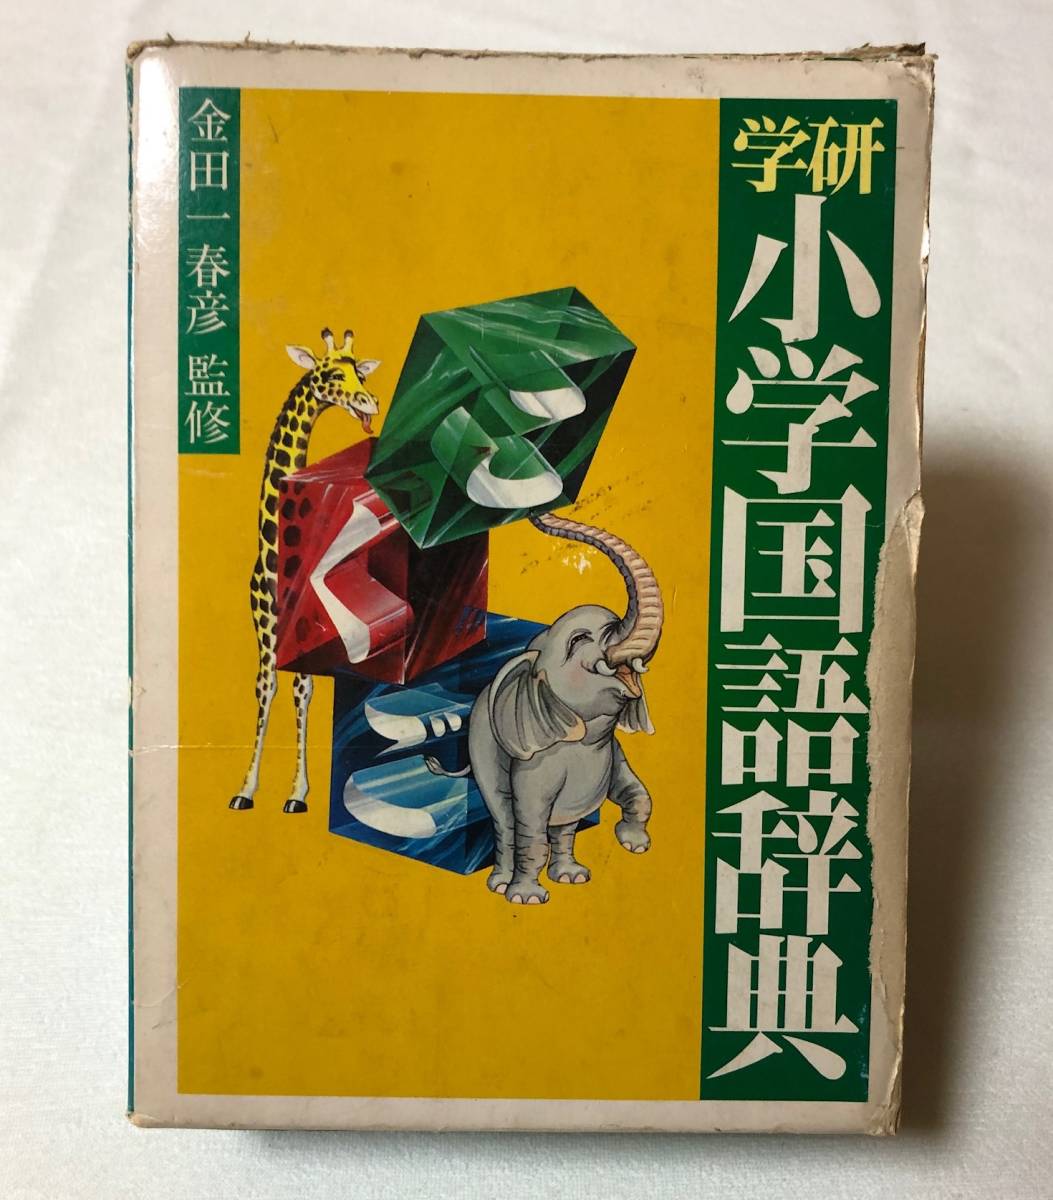 学研
小学国語辞典
金田一春彦 監修
こ
く
ご